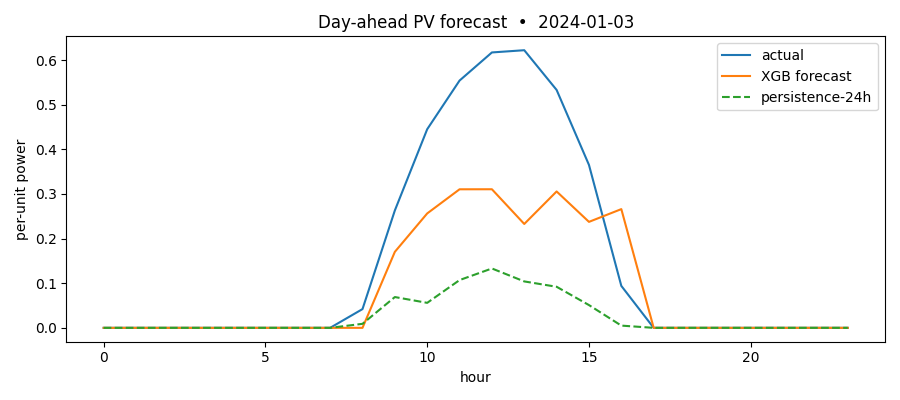 Day-ahead PV forecast • 2024-01-03
actual
XGB forecast
persistence-24h
per-unit power
0.6
0.5
0.4
0.3
0.2
0.1
0.0
0 5 10 15 20
hour